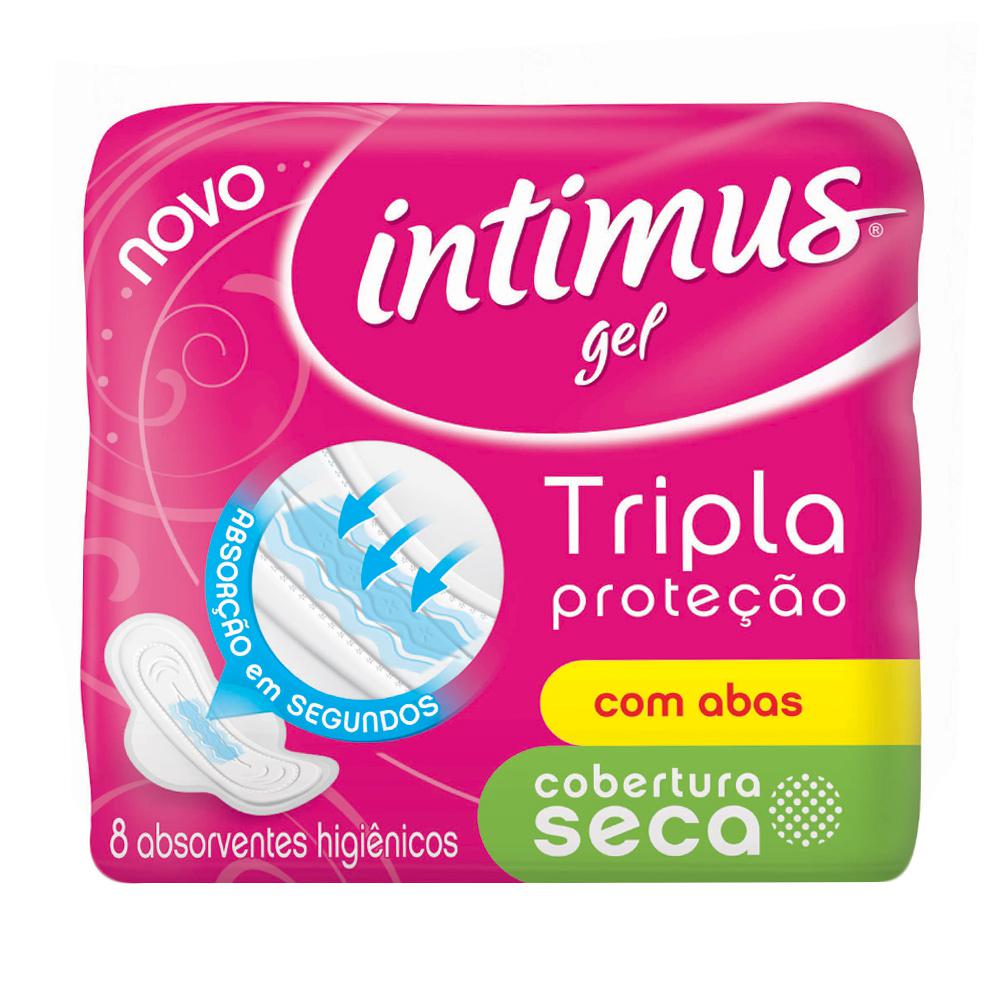 novo
intimus®
gel
Tripla
proteção
ABSORÇÃO em SEGUNDOS
com abas
cobertura
seca
8 absorventes higiênicos